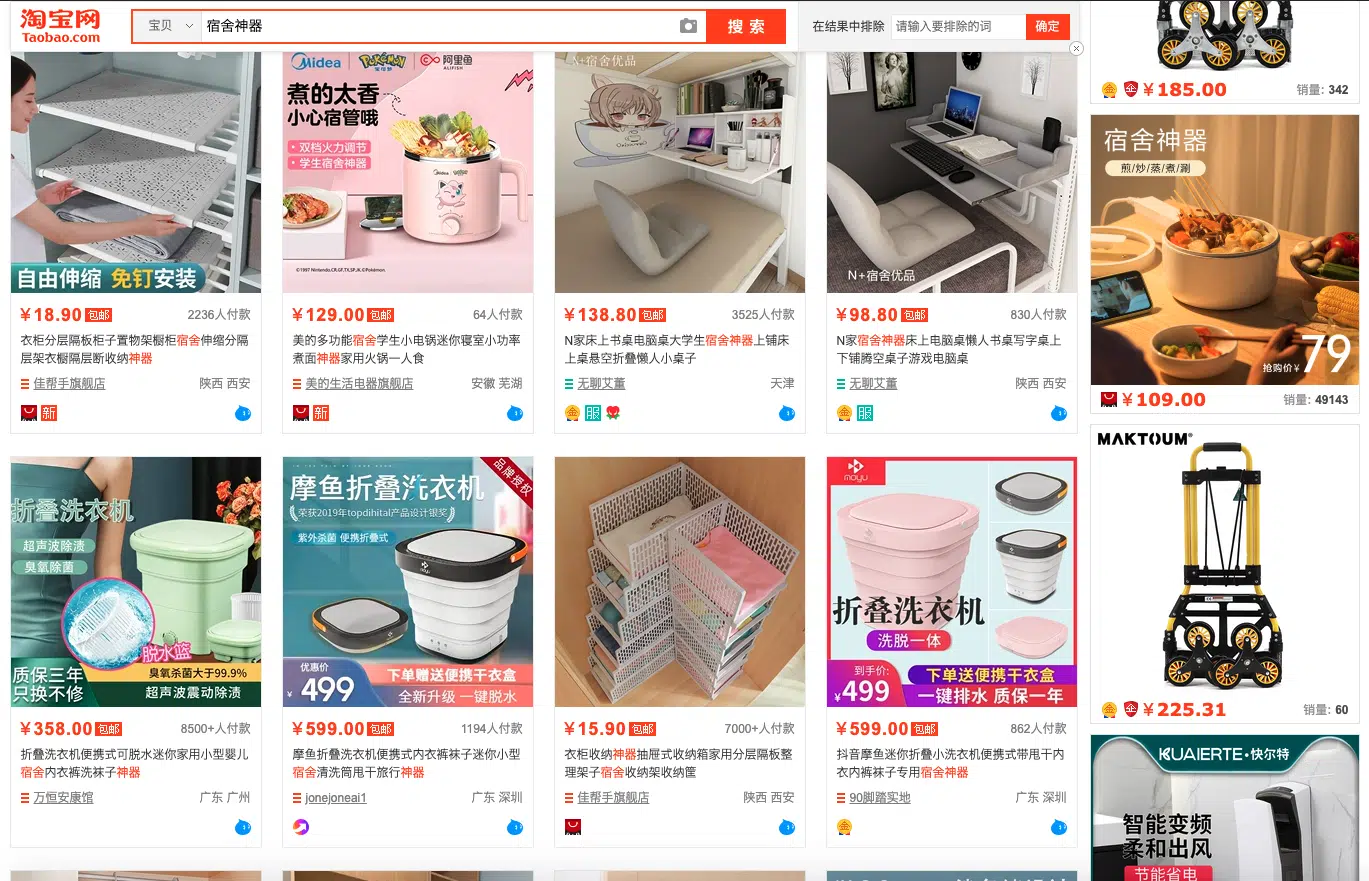 淘宝网
Taobao.com
宝贝
宿舍神器
搜 索
在结果中排除
请输入要排除的词
确定
自由伸缩 免钉安装
¥18.90 包邮 2236人付款
衣柜分层隔板柜子置物架橱柜宿舍伸缩分隔
层架衣橱隔层断收纳神器
佳帮手旗舰店 陕西 西安
新
Midea Pokémon 阿里鱼
ALIFISH
煮的太香
小心宿管哦
· 双档火力调节
· 学生宿舍神器
¥129.00 包邮 64人付款
美的多功能宿舍学生小电锅迷你寝室小功率
煮面神器家用火锅一人食
美的生活电器旗舰店 安徽 芜湖
新
N+宿舍优品
¥138.80 包邮 3525人付款
N家床上书桌电脑桌大学生宿舍神器上铺床
上桌悬空折叠懒人小桌子
无聊艾董 天津
金 服
N+宿舍优品
¥98.80 包邮 830人付款
N家宿舍神器床上电脑桌懒人书桌写字桌上
下铺腾空桌子游戏电脑桌
无聊艾董 陕西 西安
金 服
折叠洗衣机
超声波除渍
臭氧除菌
脱水篮
质保三年
只换不修
臭氧杀菌大于99.9%
超声波震动除渍
¥358.00 包邮 8500+人付款
折叠洗衣机便携式可脱水迷你家用小型婴儿
宿舍内衣裤洗袜子神器
万恒安康馆 广东 广州
品牌授权
摩鱼折叠洗衣机
荣获2019年topdihital产品设计银奖
紫外杀菌 便携折叠式
moyu
优惠价
¥499
下单赠送便携干衣盒
全新升级 一键脱水
¥599.00 包邮 1194人付款
摩鱼折叠洗衣机便携式内衣裤袜子迷你小型
宿舍清洗筒甩干旅行神器
jonejoneai1 广东 深圳
¥15.90 包邮 7000+人付款
衣柜收纳神器抽屉式收纳箱家用分层隔板整
理架子宿舍收纳架收纳筐
佳帮手旗舰店 陕西 西安
moyu
折叠洗衣机
洗脱一体
到手价:
¥499
下单送便携干衣盒
一键排水 质保一年
¥599.00 包邮 862人付款
抖音摩鱼迷你折叠小洗衣机便携式带甩干内
衣内裤袜子专用宿舍神器
90脚踏实地 广东 深圳
金
金 企 ¥185.00 销量: 342
宿舍神器
煎/炒/蒸/煮/涮
抢购价¥79
¥109.00 销量: 49143
MAKTOUM®
金 企 ¥225.31 销量: 60
KUAIERTE·快尔特
智能变频
柔和出风
节能省电